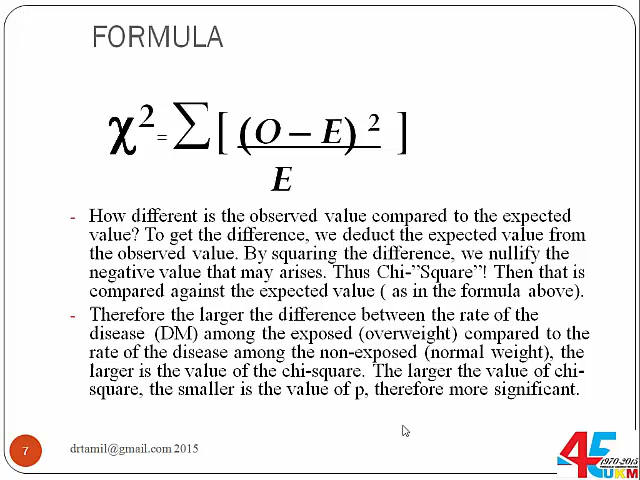 FORMULA
χ2 = ∑ [ (O – E) 2 ]
E
- How different is the observed value compared to the expected
value? To get the difference, we deduct the expected value from
the observed value. By squaring the difference, we nullify the
negative value that may arises. Thus Chi-”Square”! Then that is
compared against the expected value ( as in the formula above).
- Therefore the larger the difference between the rate of the
disease (DM) among the exposed (overweight) compared to the
rate of the disease among the non-exposed (normal weight), the
larger is the value of the chi-square. The larger the value of chi-
square, the smaller is the value of p, therefore more significant.
7
drtamil@gmail.com 2015
45
1970-2015
UKM